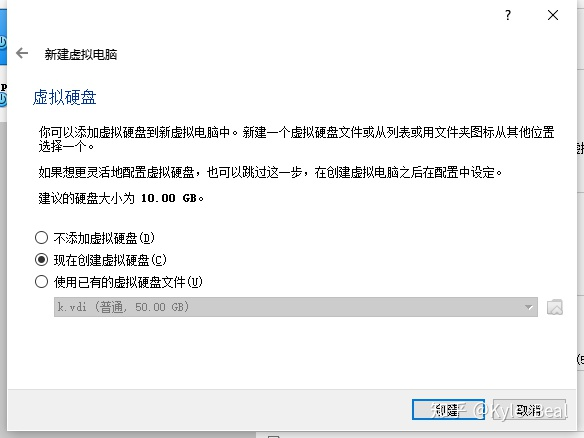 ?
新建虚拟电脑
虚拟硬盘
你可以添加虚拟硬盘到新虚拟电脑中。新建一个虚拟硬盘文件或从列表或用文件夹图标从其他位置
选择一个。
如果想更灵活地配置虚拟硬盘，也可以跳过这一步，在创建虚拟电脑之后在配置中设定。
建议的硬盘大小为 10.00 GB。
不添加虚拟硬盘(D)
现在创建虚拟硬盘(C)
使用已有的虚拟硬盘文件(U)
k.vdi (普通, 50.00 GB)
创建
取消